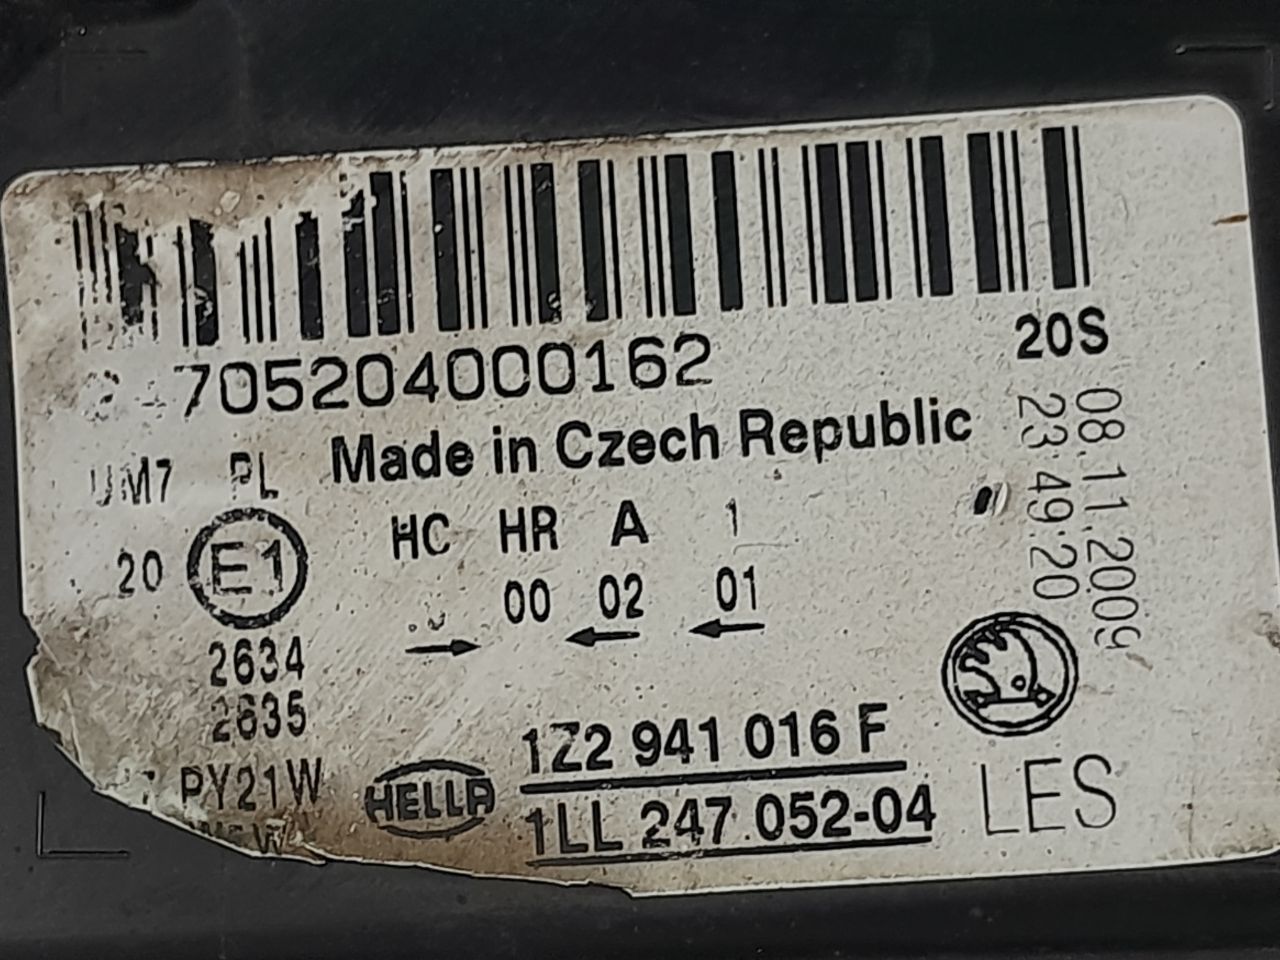 705204000162
20S
08.11.2009
23:49:20
Made in Czech Republic
UM7 PL
HC HR A 1
20 E1
00 02 01
2634
2635
1Z2 941 016 F
PY21W
HELLA
1LL 247.052-04
LES